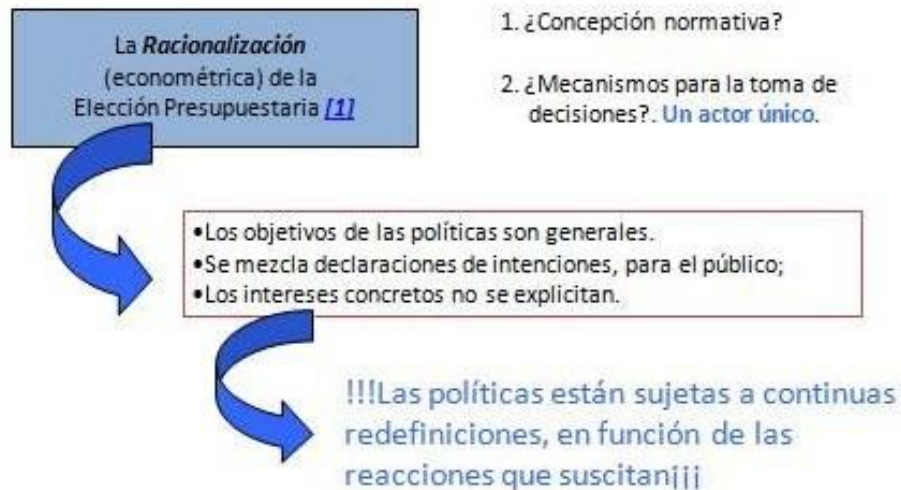 La Racionalización
(econométrica) de la
Elección Presupuestaria [1]
1. ¿Concepción normativa?
2. ¿Mecanismos para la toma de
decisiones?. Un actor único.
•Los objetivos de las políticas son generales.
•Se mezcla declaraciones de intenciones, para el público;
•Los intereses concretos no se explicitan.
!!!Las políticas están sujetas a continuas
redefiniciones, en función de las
reacciones que suscitan¡¡¡